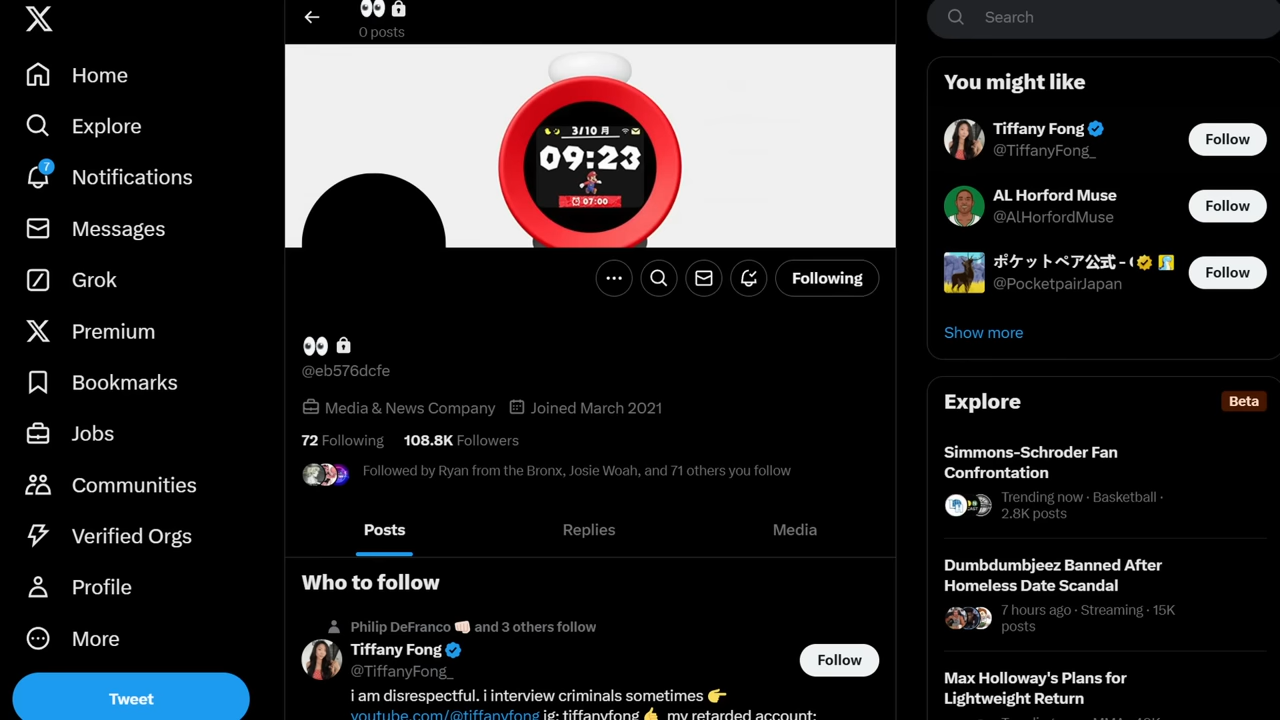 Home
Explore
7
Notifications
Messages
Grok
Premium
Bookmarks
Jobs
Communities
Verified Orgs
Profile
More
Tweet
👀 🔒
0 posts
3/10 月
09:23
07:00
Following
👀 🔒
@eb576dcfe
Media & News Company Joined March 2021
72 Following 108.8K Followers
Followed by Ryan from the Bronx, Josie Woah, and 71 others you follow
Posts Replies Media
Who to follow
Philip DeFranco 👊🏻 and 3 others follow
Tiffany Fong
@TiffanyFong_
Follow
i am disrespectful. i interview criminals sometimes 👉
youtube.com/@tiffanyfong ig: tiffanyfong 👍 my retarded account:
Search
You might like
Tiffany Fong
@TiffanyFong_
Follow
AL Horford Muse
@AlHorfordMuse
Follow
ポケットペア公式 -
@PocketpairJapan
Follow
Show more
Explore
Beta
Simmons-Schroder Fan
Confrontation
Trending now · Basketball ·
2.8K posts
Dumbdumbjeez Banned After
Homeless Date Scandal
7 hours ago · Streaming · 15K
posts
Max Holloway's Plans for
Lightweight Return